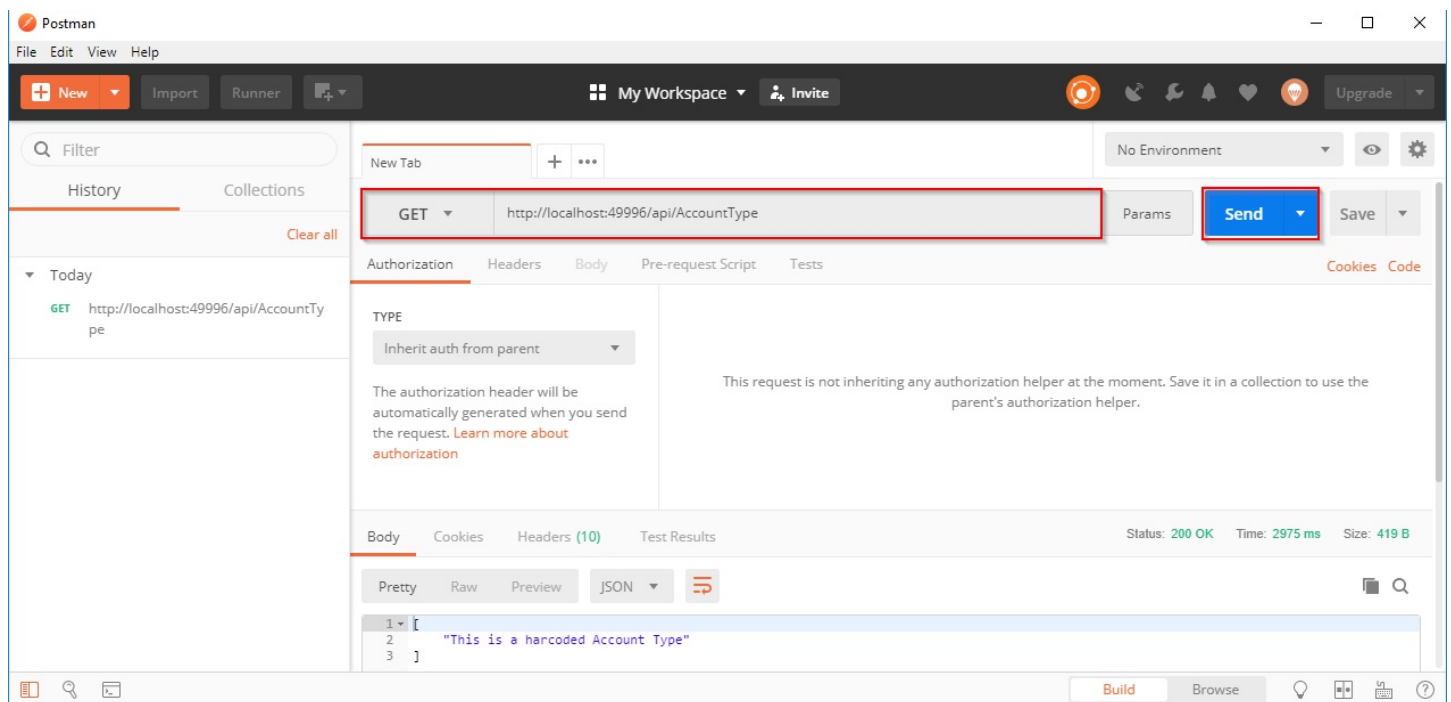 Postman
File Edit View Help
New Import Runner My Workspace Invite Upgrade
Filter
History Collections
Clear all
Today
GET http://localhost:49996/api/AccountTy
pe
New Tab
No Environment
GET http://localhost:49996/api/AccountType Params Send Save
Authorization Headers Body Pre-request Script Tests Cookies Code
TYPE
Inherit auth from parent
The authorization header will be
automatically generated when you send
the request. Learn more about
authorization
This request is not inheriting any authorization helper at the moment. Save it in a collection to use the
parent's authorization helper.
Body Cookies Headers (10) Test Results Status: 200 OK Time: 2975 ms Size: 419 B
Pretty Raw Preview JSON
1 [
2 "This is a harcoded Account Type"
3 ]
Build Browse